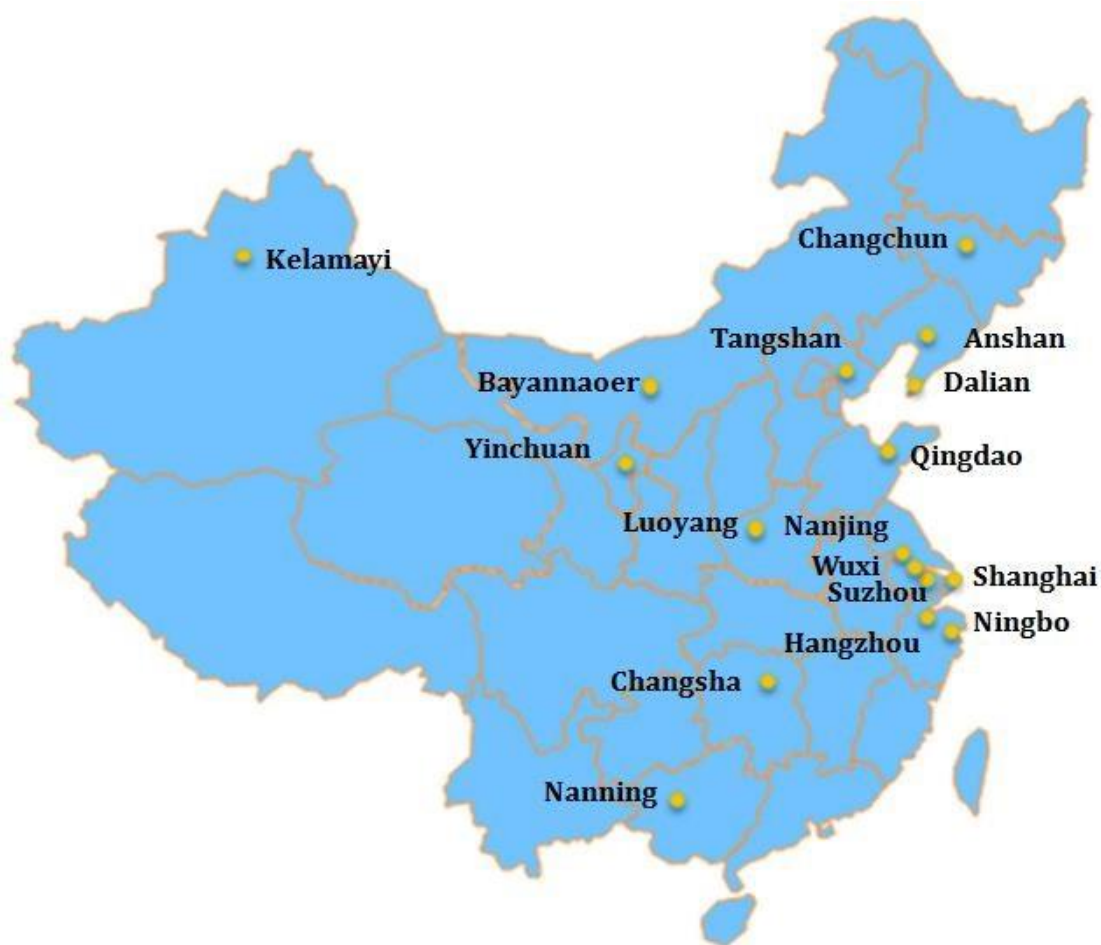 Changchun
Kelamayi
Tangshan
Anshan
Bayannaoer
Dalian
Yinchuan
Qingdao
Luoyang
Nanjing
Wuxi
Shanghai
Suzhou
Ningbo
Hangzhou
Changsha
Nanning